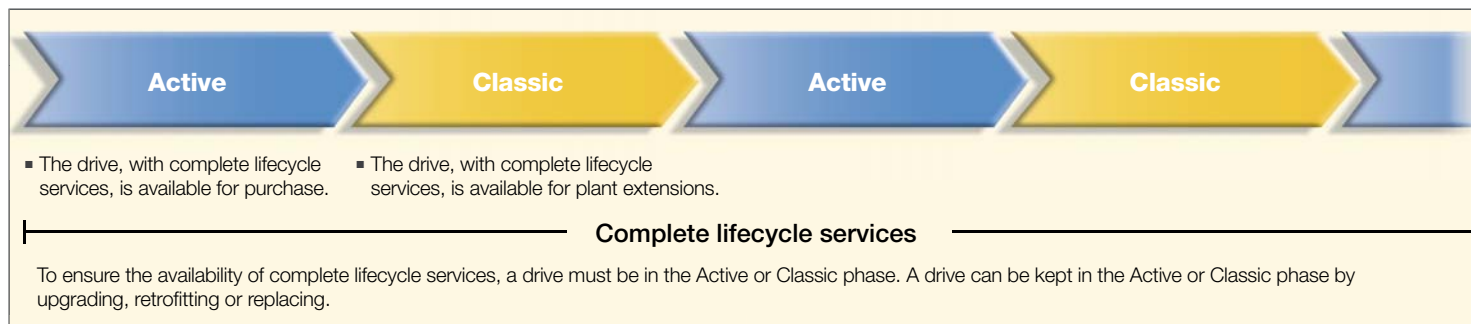 Active Classic Active Classic
■ The drive, with complete lifecycle
services, is available for purchase.
■ The drive, with complete lifecycle
services, is available for plant extensions.
Complete lifecycle services
To ensure the availability of complete lifecycle services, a drive must be in the Active or Classic phase. A drive can be kept in the Active or Classic phase by
upgrading, retrofitting or replacing.